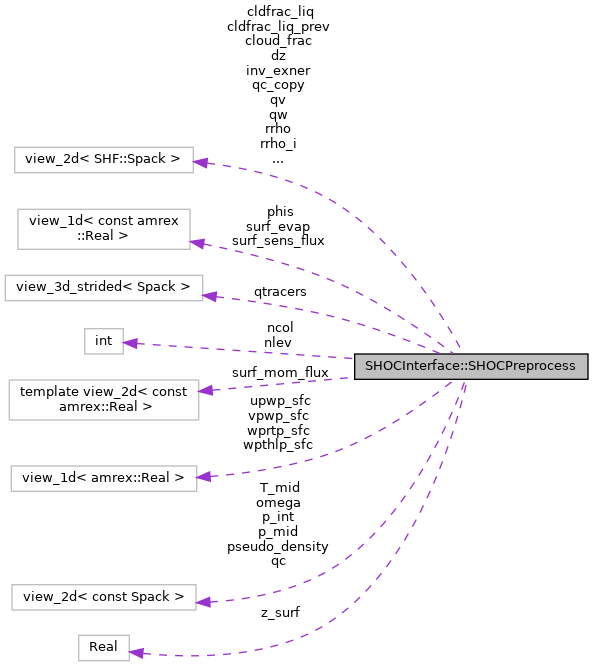 cldfrac_liq
cldfrac_liq_prev
cloud_frac
dz
inv_exner
qc_copy
qv
qw
rrho
rrho_i
...
view_2d< SHF::Spack >
phis
surf_evap
surf_sens_flux
view_1d< const amrex
::Real >
view_3d_strided< Spack >
qtracers
ncol
nlev
int
SHOCInterface::SHOCPreprocess
surf_mom_flux
template view_2d< const
amrex::Real >
upwp_sfc
vpwp_sfc
wprtp_sfc
wpthlp_sfc
view_1d< amrex::Real >
T_mid
omega
p_int
p_mid
pseudo_density
qc
view_2d< const Spack >
z_surf
Real